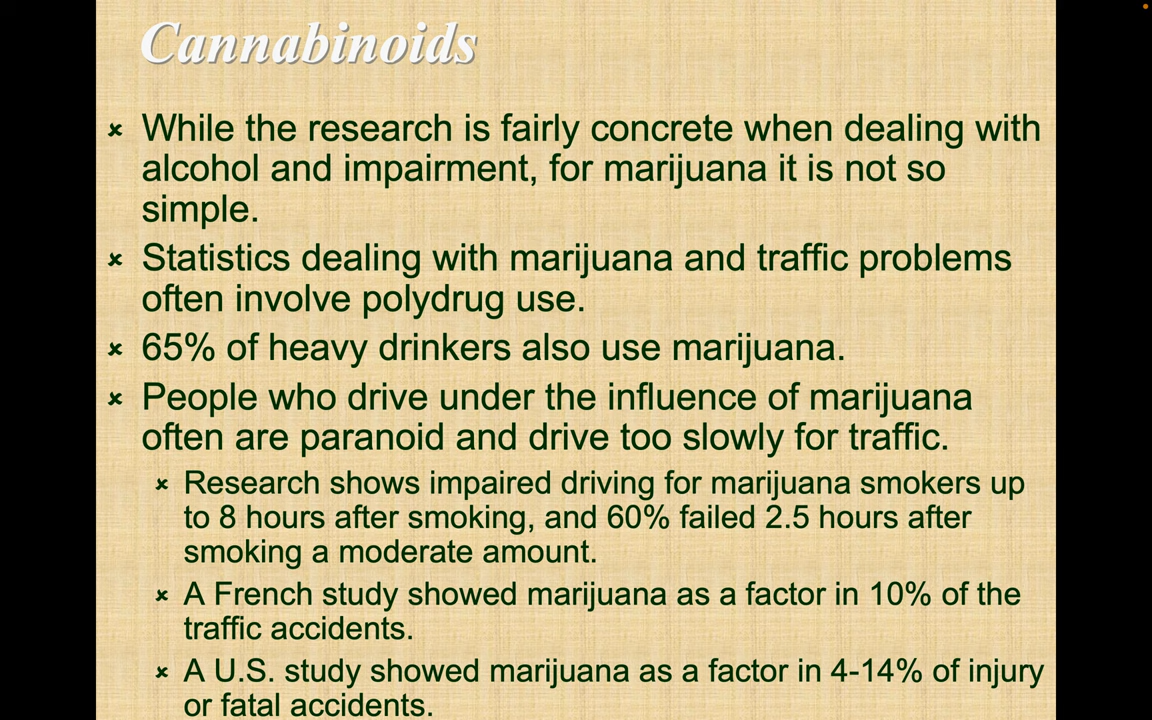 Cannabinoids
While the research is fairly concrete when dealing with
alcohol and impairment, for marijuana it is not so
simple.
Statistics dealing with marijuana and traffic problems
often involve polydrug use.
65% of heavy drinkers also use marijuana.
People who drive under the influence of marijuana
often are paranoid and drive too slowly for traffic.
Research shows impaired driving for marijuana smokers up
to 8 hours after smoking, and 60% failed 2.5 hours after
smoking a moderate amount.
A French study showed marijuana as a factor in 10% of the
traffic accidents.
A U.S. study showed marijuana as a factor in 4-14% of injury
or fatal accidents.